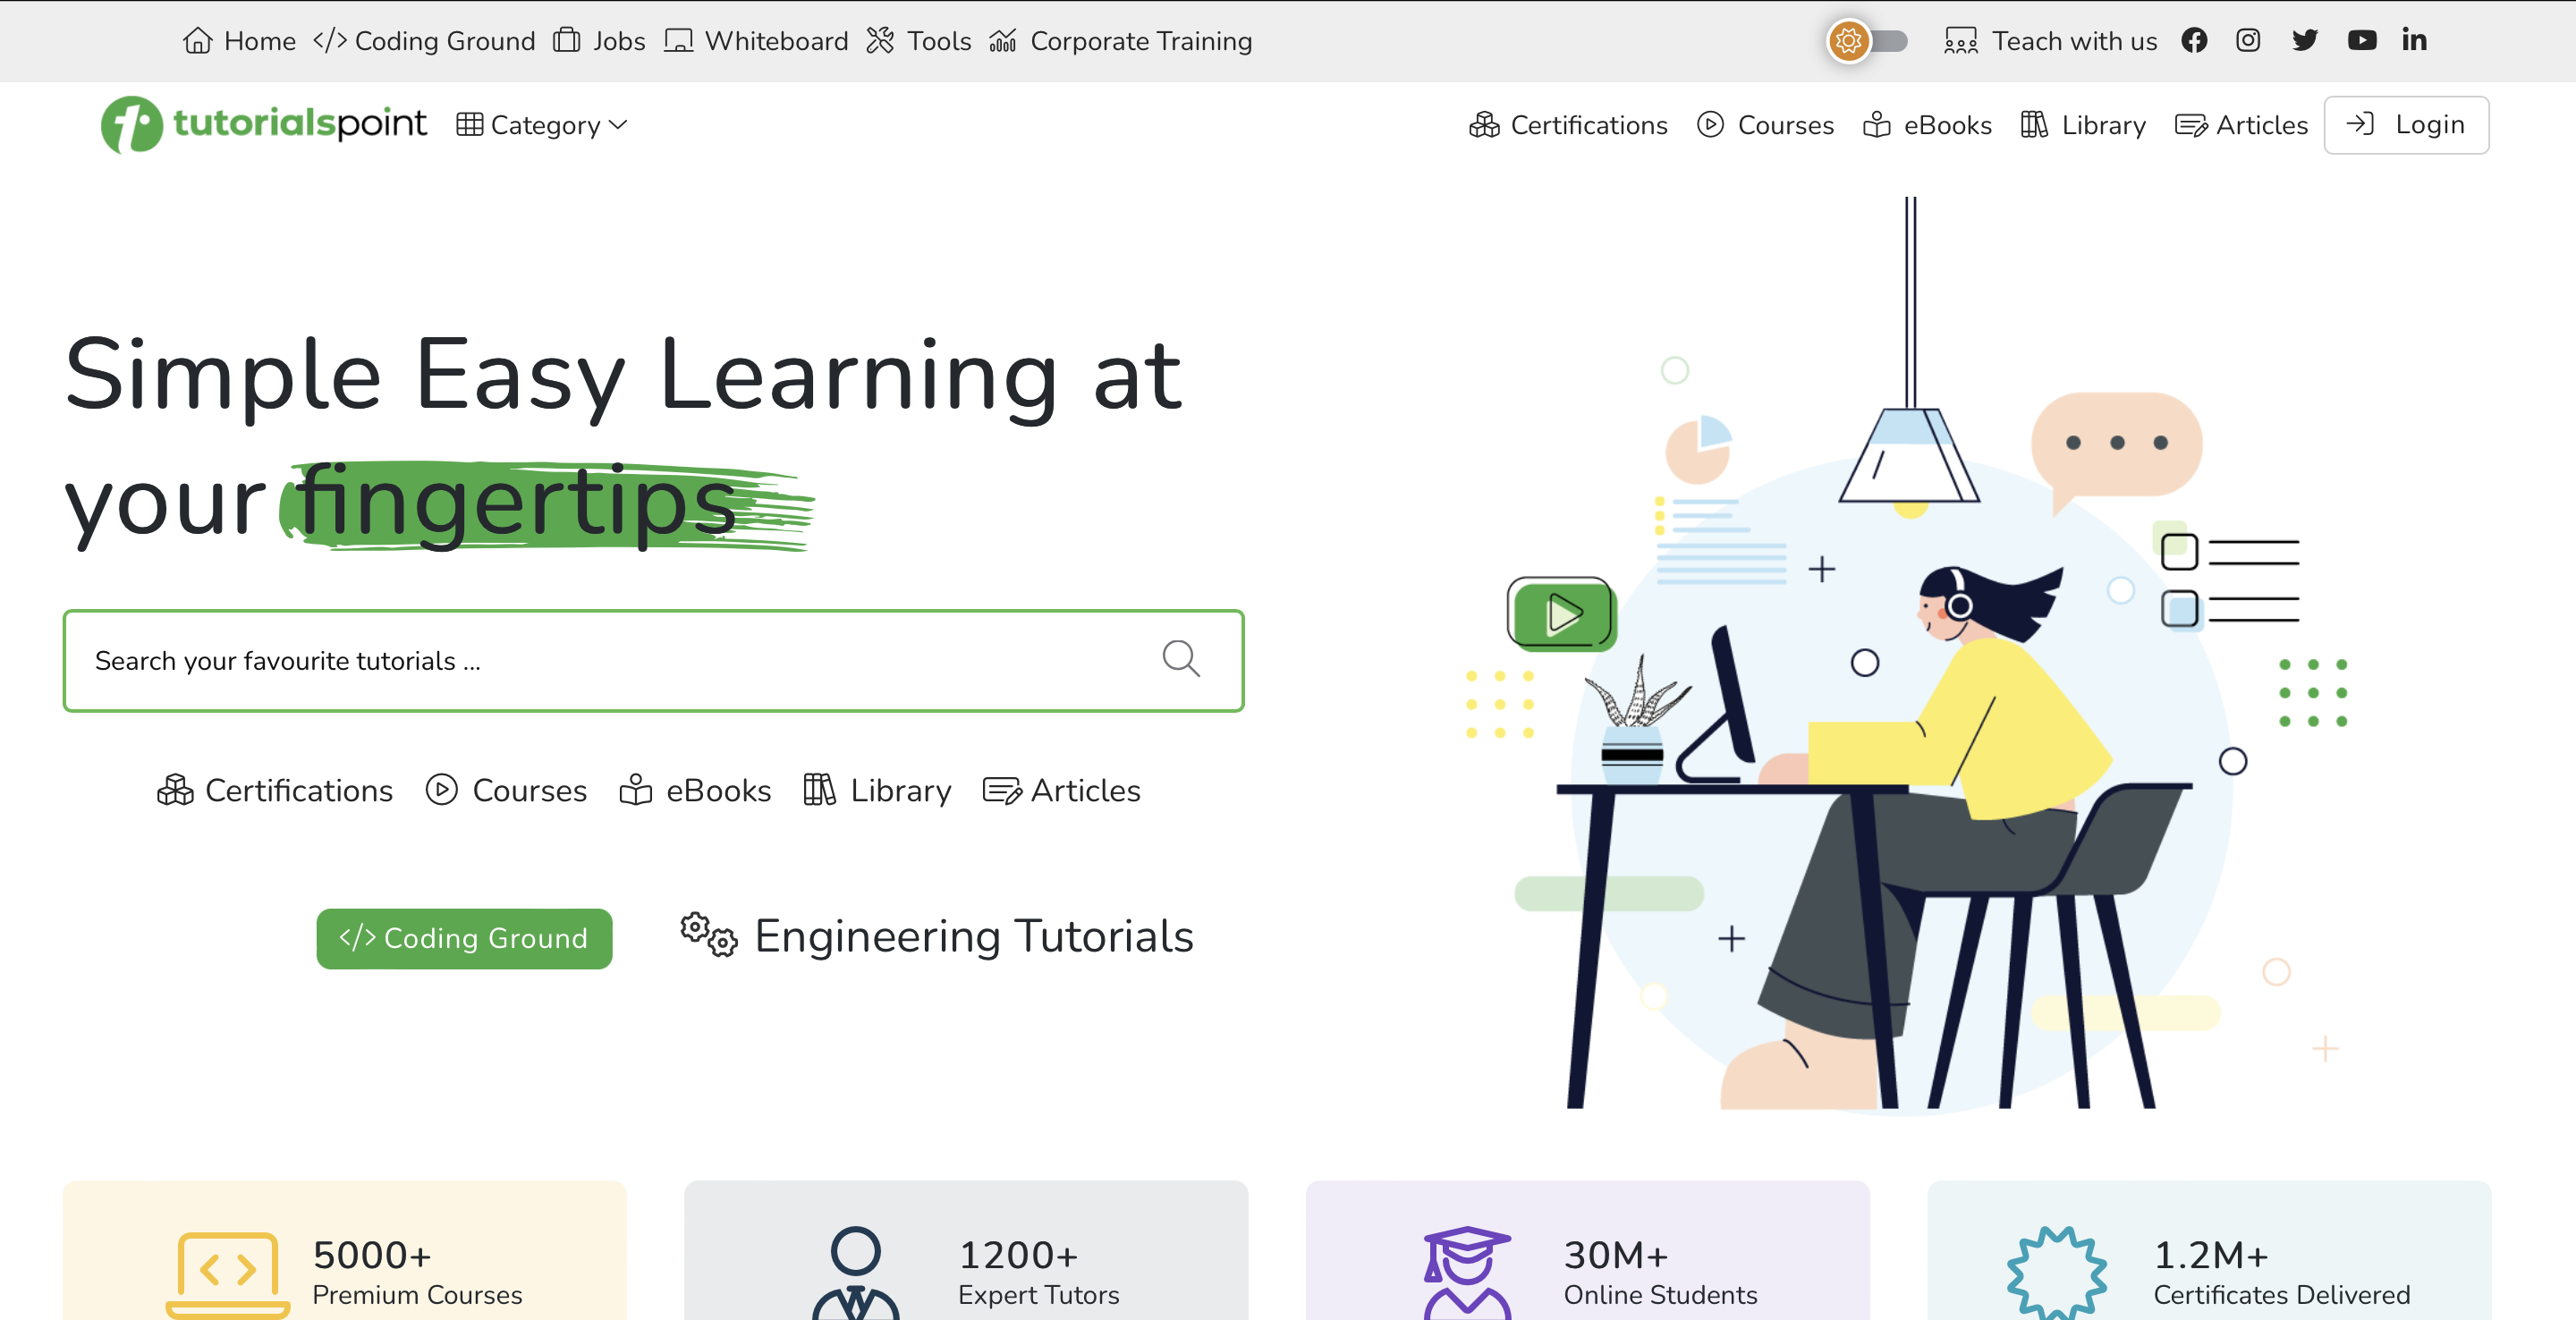 Home </> Coding Ground Jobs Whiteboard Tools Corporate Training Teach with us
tutorialspoint Category Certifications Courses eBooks Library Articles Login
Simple Easy Learning at
your fingertips
Search your favourite tutorials ...
Certifications Courses eBooks Library Articles
</> Coding Ground Engineering Tutorials
5000+ 1200+ 30M+ 1.2M+
Premium Courses Expert Tutors Online Students Certificates Delivered